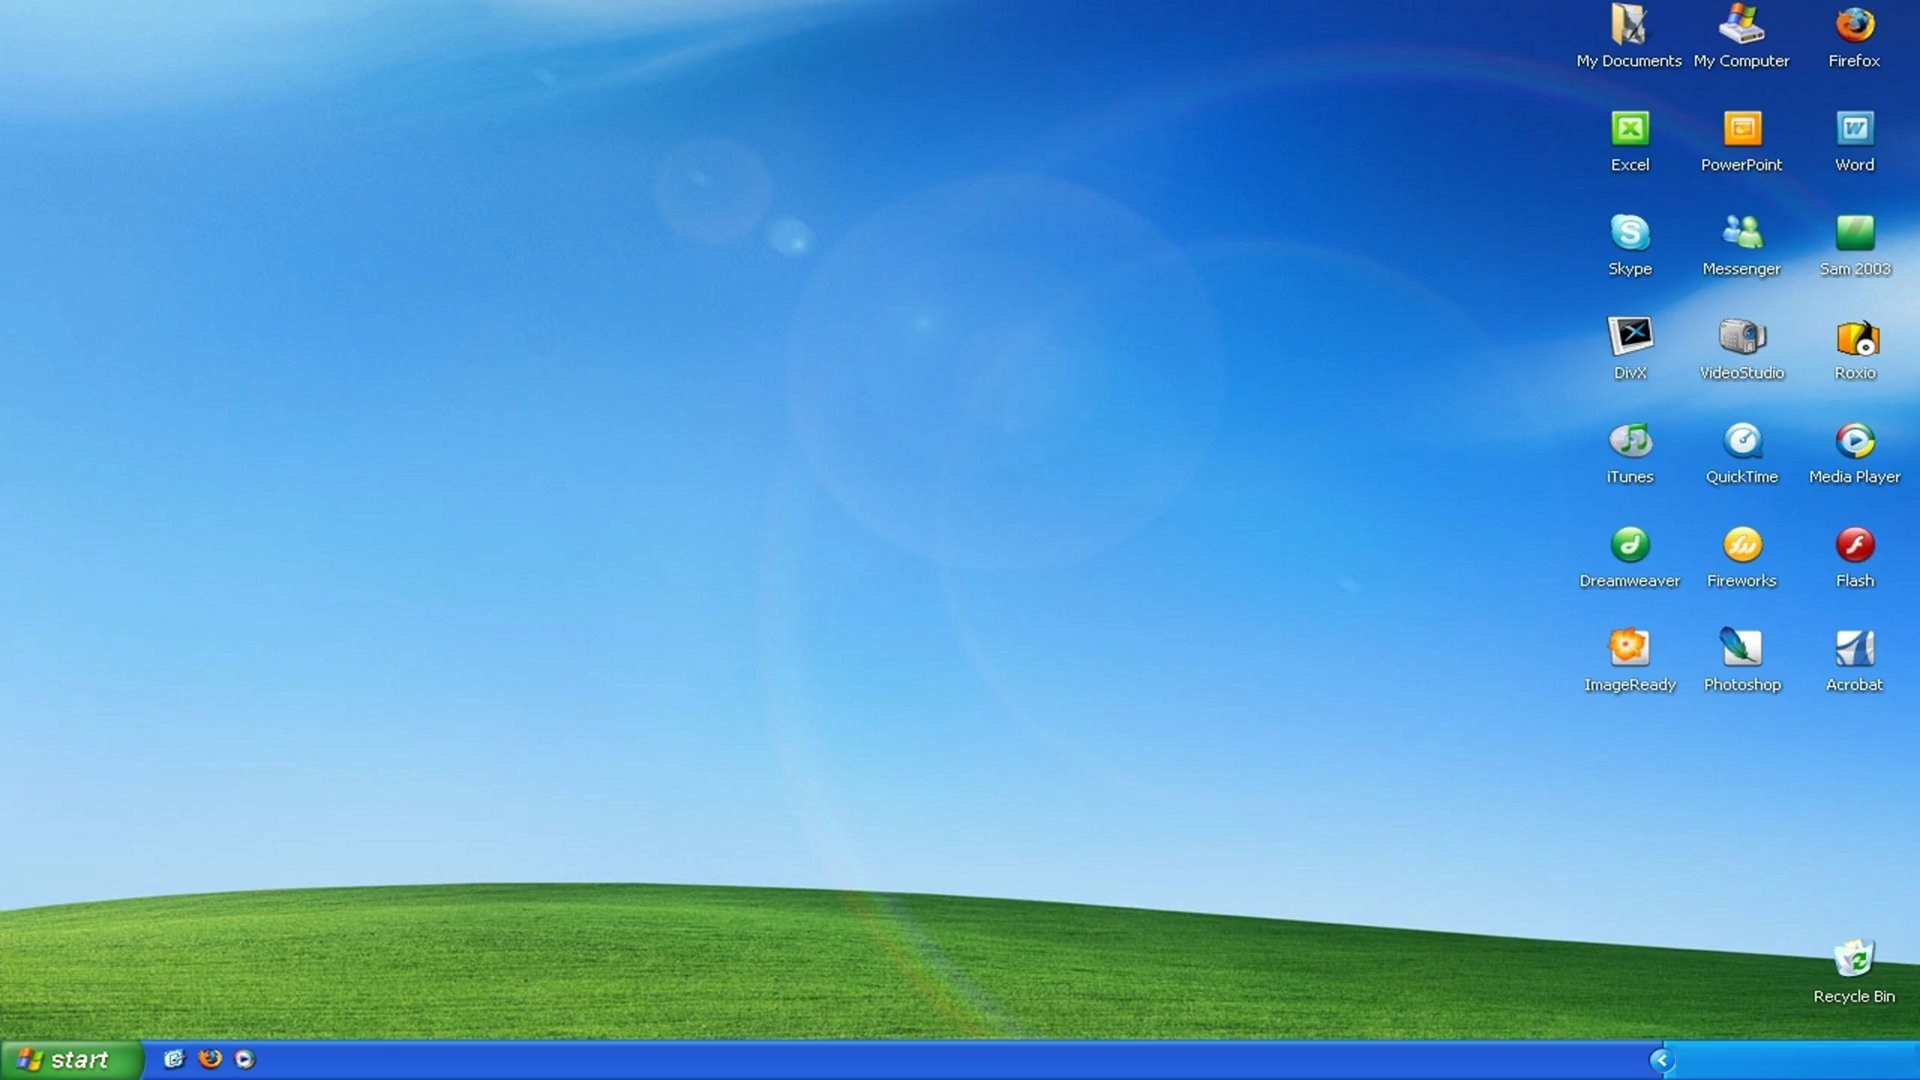 My Documents My Computer Firefox
Excel PowerPoint Word
Skype Messenger Sam 2003
DivX VideoStudio Roxio
iTunes QuickTime Media Player
Dreamweaver Fireworks Flash
ImageReady Photoshop Acrobat
Recycle Bin
start